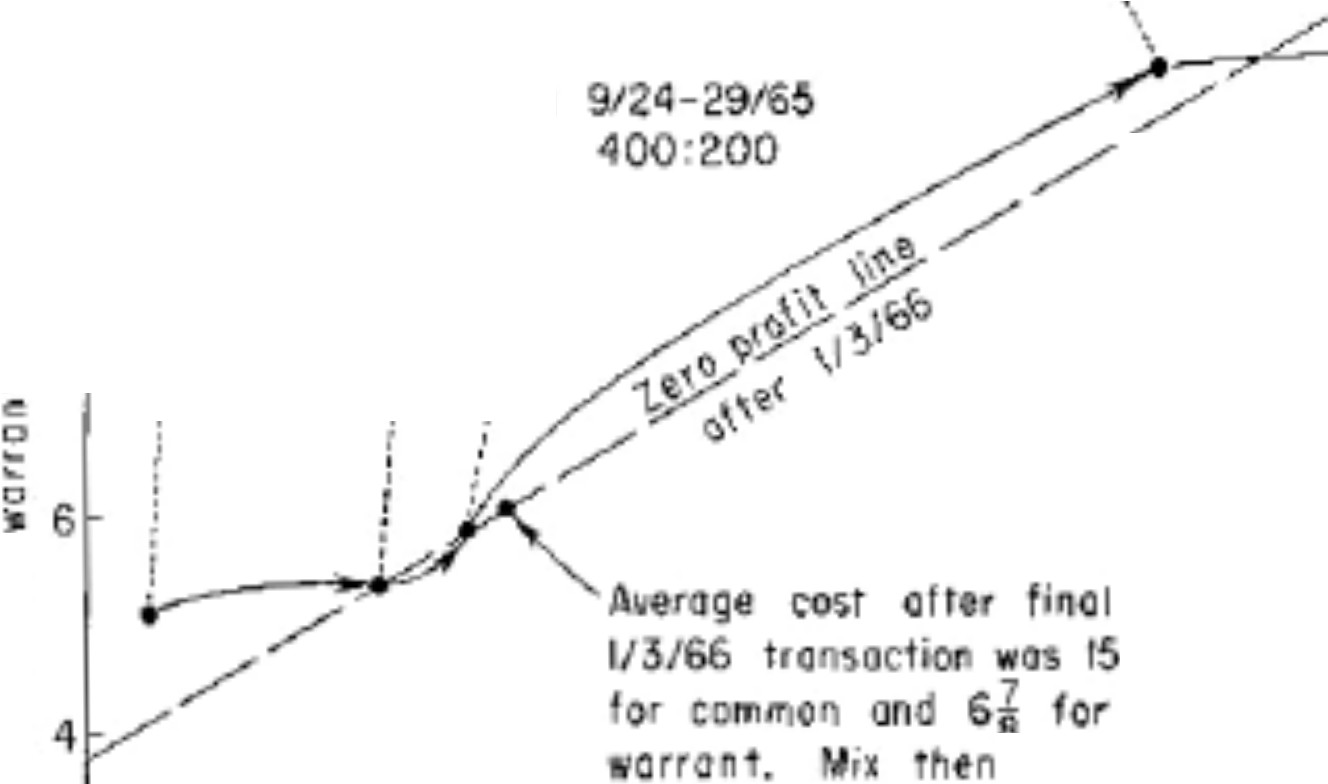 9/24-29/65
400:200
Zero profit line
after 1/3/66
6
Average cost after final
1/3/66 transaction was 15
for common and 6 7/8 for
4
warrant. Mix then